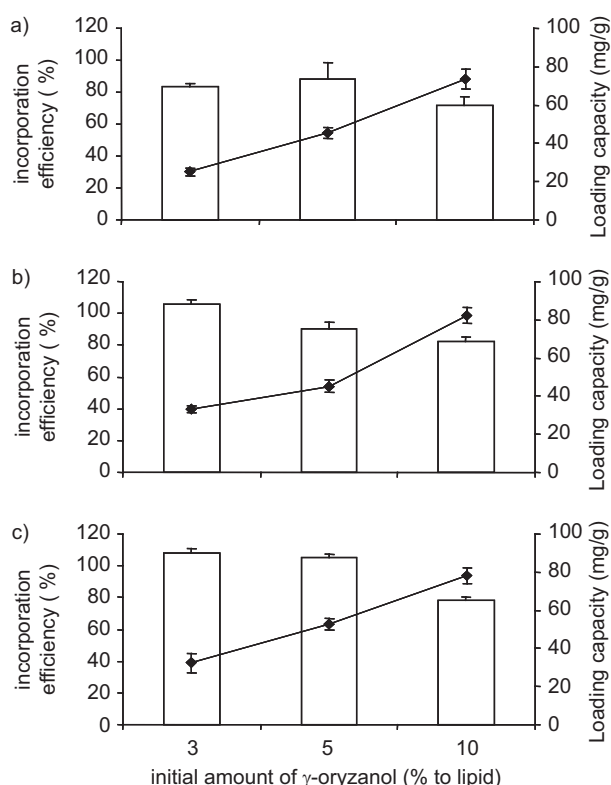 a)
incorporation
efficiency ( %)
120
100
80
60
40
20
0
100
80
60
40
20
0
Loading capacity (mg/g)
b)
incorporation
efficiency ( %)
120
100
80
60
40
20
0
100
80
60
40
20
0
Loading capacity (mg/g)
c)
incorporation
efficiency ( %)
120
100
80
60
40
20
0
100
80
60
40
20
0
Loading capacity (mg/g)
3 5 10
initial amount of γ-oryzanol (% to lipid)